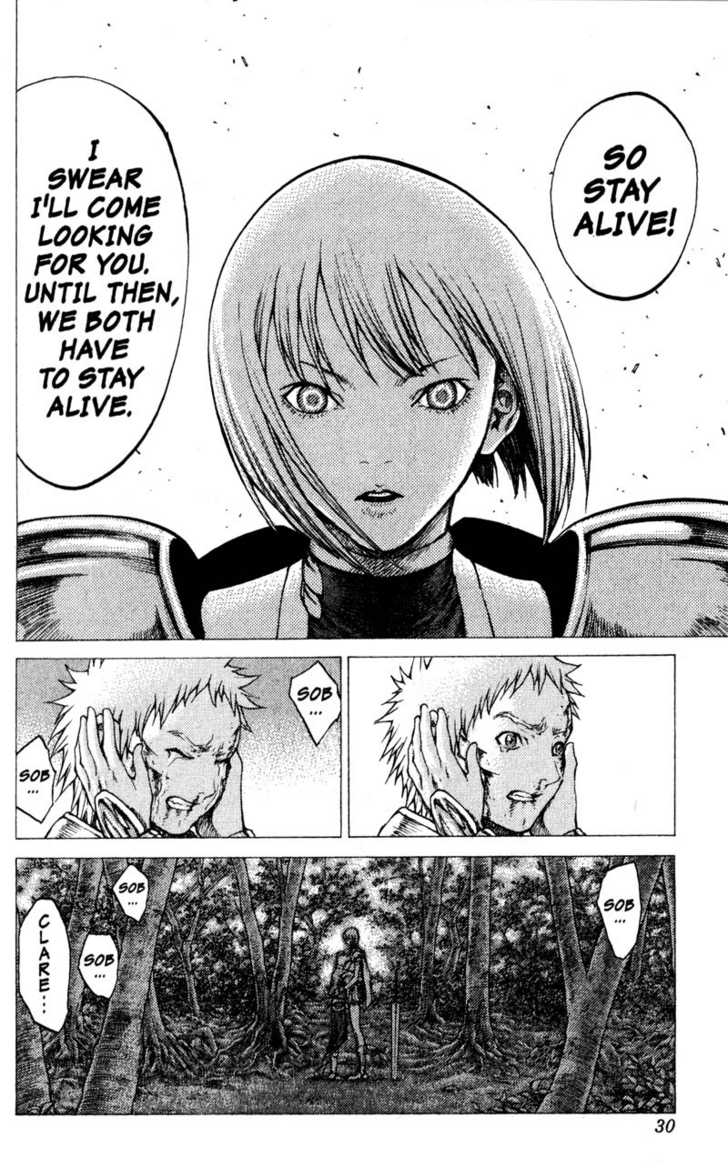 SO
STAY
ALIVE!
I
SWEAR
I'LL COME
LOOKING
FOR YOU.
UNTIL THEN,
WE BOTH
HAVE
TO STAY
ALIVE.
SOB
...
SOB
...
SOB
...
SOB
...
SOB
...
CLARE...
30